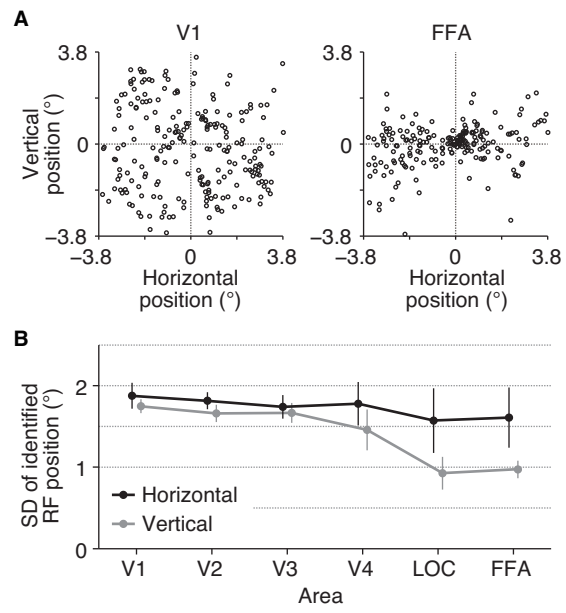 A
V1
FFA
3.8
0
−3.8
Vertical
position (°)
−3.8
0
3.8
Horizontal
position (°)
3.8
0
−3.8
−3.8
0
3.8
Horizontal
position (°)
B
SD of identified
RF position (°)
2
1
0
Horizontal
Vertical
V1
V2
V3
V4
LOC
FFA
Area